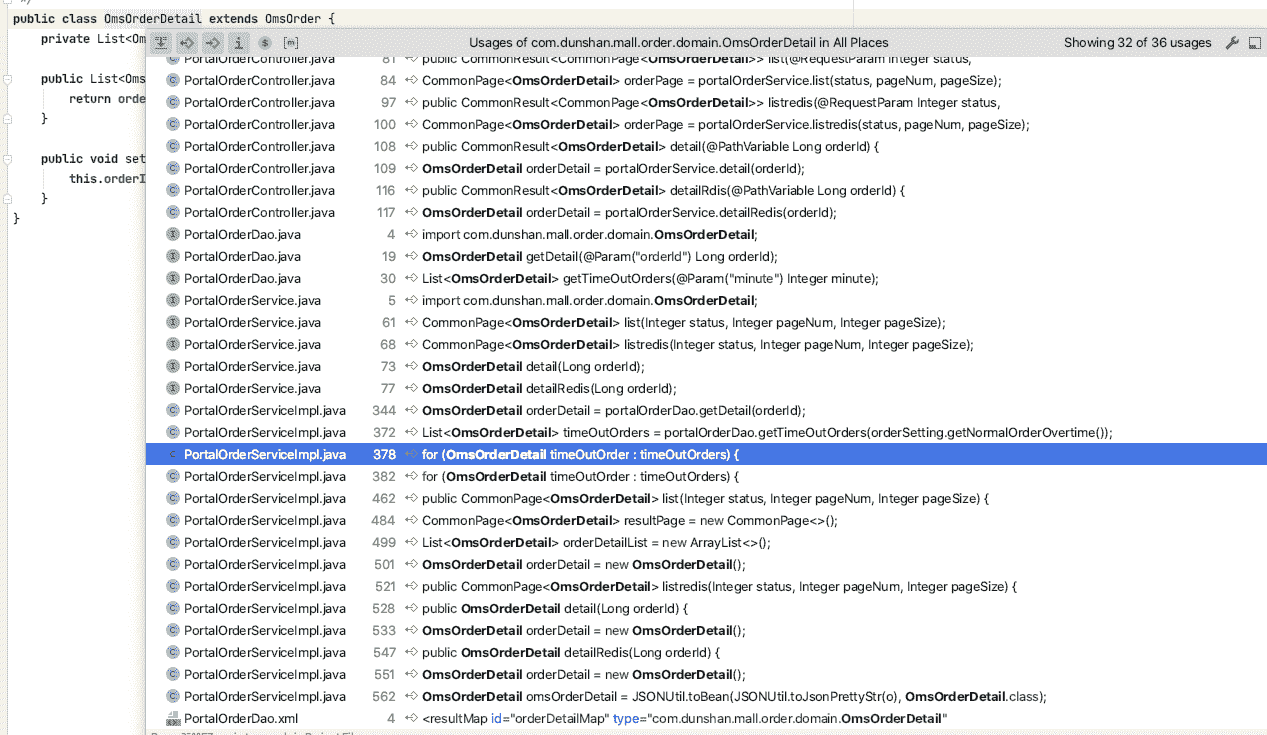 */
public class OmsOrderDetail extends OmsOrder {
private List<Om
Usages of com.dunshan.mall.order.domain.OmsOrderDetail in All Places
Showing 32 of 36 usages
PortalOrderController.java 81 public CommonResult<CommonPage<OmsOrderDetail>> list(@RequestParam Integer status,
public List<Oms
PortalOrderController.java 84 CommonPage<OmsOrderDetail> orderPage = portalOrderService.list(status, pageNum, pageSize);
return orde
PortalOrderController.java 97 public CommonResult<CommonPage<OmsOrderDetail>> listredis(@RequestParam Integer status,
}
PortalOrderController.java 100 CommonPage<OmsOrderDetail> orderPage = portalOrderService.listredis(status, pageNum, pageSize);
PortalOrderController.java 108 public CommonResult<OmsOrderDetail> detail(@PathVariable Long orderId) {
public void set
PortalOrderController.java 109 OmsOrderDetail orderDetail = portalOrderService.detail(orderId);
this.orderI
PortalOrderController.java 116 public CommonResult<OmsOrderDetail> detailRdis(@PathVariable Long orderId) {
}
PortalOrderController.java 117 OmsOrderDetail orderDetail = portalOrderService.detailRedis(orderId);
}
PortalOrderDao.java 4 import com.dunshan.mall.order.domain.OmsOrderDetail;
PortalOrderDao.java 19 OmsOrderDetail getDetail(@Param("orderId") Long orderId);
PortalOrderDao.java 30 List<OmsOrderDetail> getTimeOutOrders(@Param("minute") Integer minute);
PortalOrderService.java 5 import com.dunshan.mall.order.domain.OmsOrderDetail;
PortalOrderService.java 61 CommonPage<OmsOrderDetail> list(Integer status, Integer pageNum, Integer pageSize);
PortalOrderService.java 68 CommonPage<OmsOrderDetail> listredis(Integer status, Integer pageNum, Integer pageSize);
PortalOrderService.java 73 OmsOrderDetail detail(Long orderId);
PortalOrderService.java 77 OmsOrderDetail detailRedis(Long orderId);
PortalOrderServiceImpl.java 344 OmsOrderDetail orderDetail = portalOrderDao.getDetail(orderId);
PortalOrderServiceImpl.java 372 List<OmsOrderDetail> timeOutOrders = portalOrderDao.getTimeOutOrders(orderSetting.getNormalOrderOvertime());
PortalOrderServiceImpl.java 378 for (OmsOrderDetail timeOutOrder : timeOutOrders) {
PortalOrderServiceImpl.java 382 for (OmsOrderDetail timeOutOrder : timeOutOrders) {
PortalOrderServiceImpl.java 462 public CommonPage<OmsOrderDetail> list(Integer status, Integer pageNum, Integer pageSize) {
PortalOrderServiceImpl.java 484 CommonPage<OmsOrderDetail> resultPage = new CommonPage<>();
PortalOrderServiceImpl.java 499 List<OmsOrderDetail> orderDetailList = new ArrayList<>();
PortalOrderServiceImpl.java 501 OmsOrderDetail orderDetail = new OmsOrderDetail();
PortalOrderServiceImpl.java 521 public CommonPage<OmsOrderDetail> listredis(Integer status, Integer pageNum, Integer pageSize) {
PortalOrderServiceImpl.java 528 public OmsOrderDetail detail(Long orderId) {
PortalOrderServiceImpl.java 533 OmsOrderDetail orderDetail = new OmsOrderDetail();
PortalOrderServiceImpl.java 547 public OmsOrderDetail detailRedis(Long orderId) {
PortalOrderServiceImpl.java 551 OmsOrderDetail orderDetail = new OmsOrderDetail();
PortalOrderServiceImpl.java 562 OmsOrderDetail omsOrderDetail = JSONUtil.toBean(JSONUtil.toJsonPrettyStr(o), OmsOrderDetail.class);
PortalOrderDao.xml 4 <resultMap id="orderDetailMap" type="com.dunshan.mall.order.domain.OmsOrderDetail"